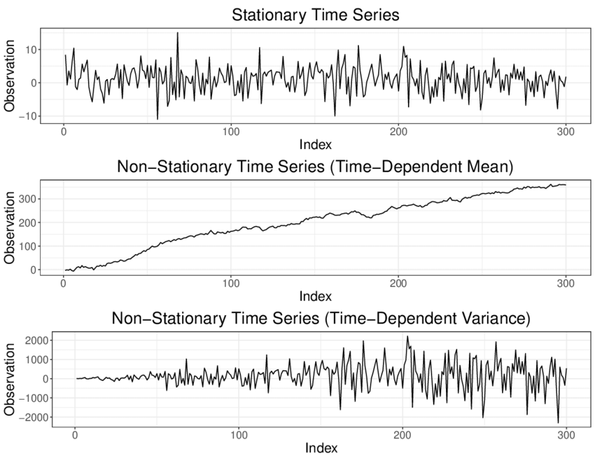 Stationary Time Series
Observation
10
0
−10
0
100
200
300
Index
Non−Stationary Time Series (Time−Dependent Mean)
Observation
300
200
100
0
0
100
200
300
Index
Non−Stationary Time Series (Time−Dependent Variance)
Observation
2000
1000
0
−1000
−2000
0
100
200
300
Index